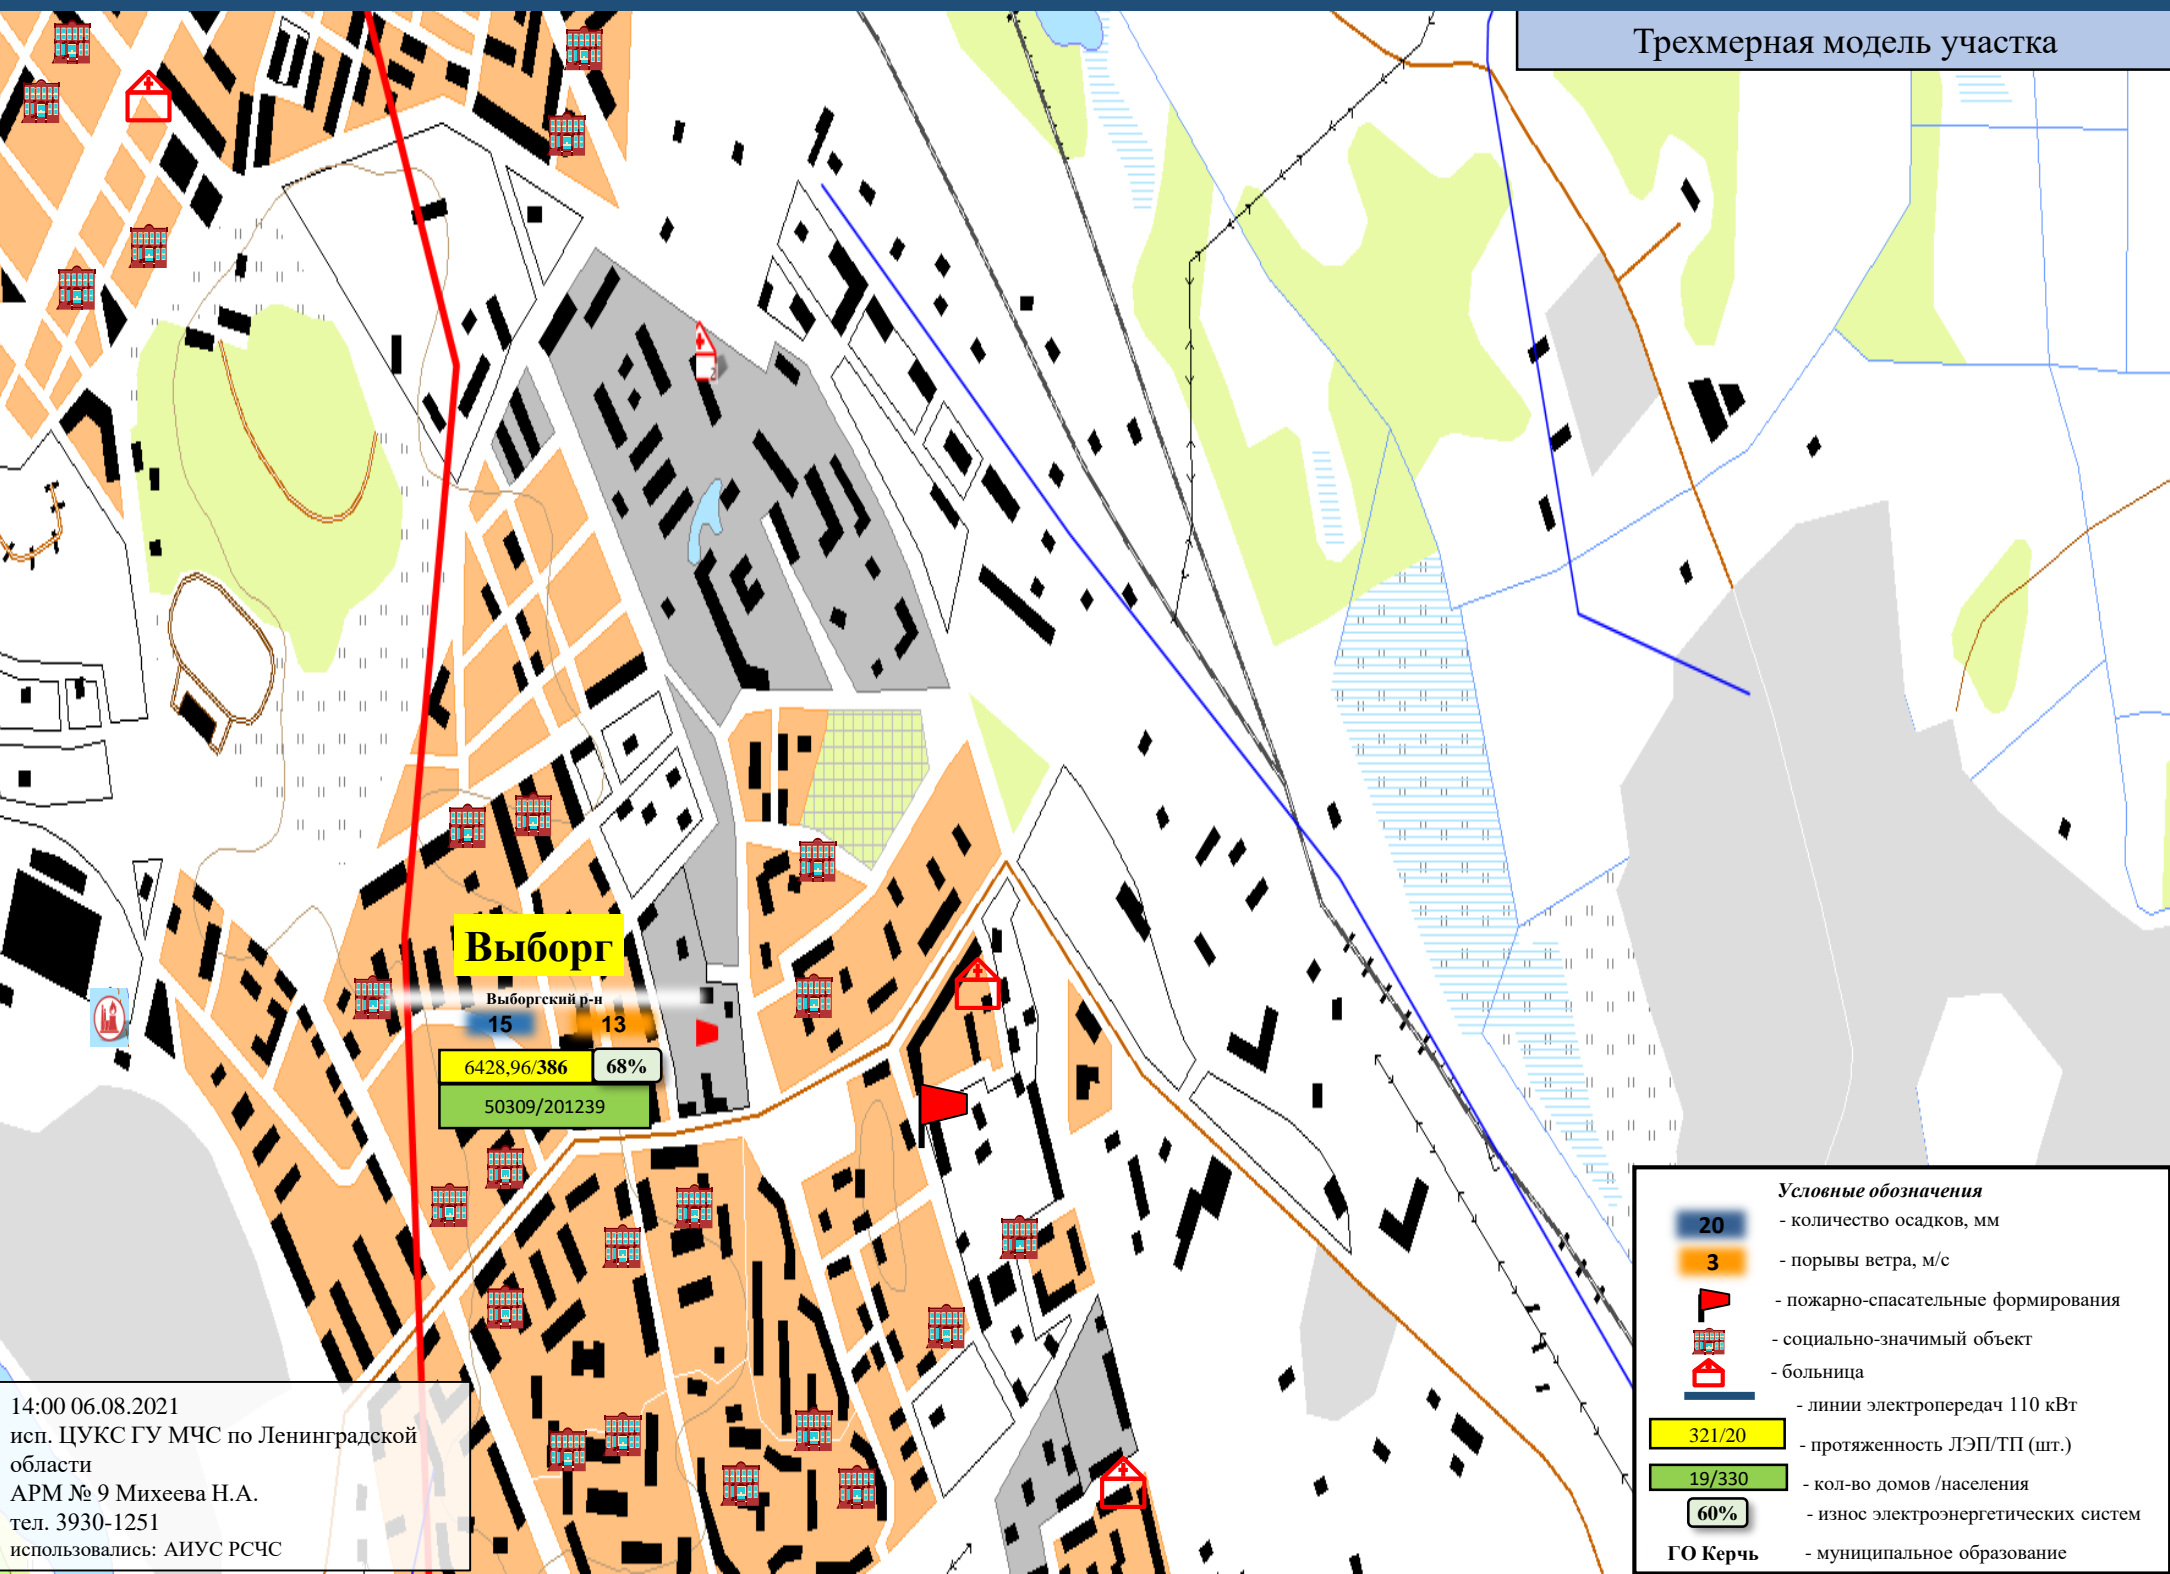 Трехмерная модель участка
Выборг
Выборгский р-н
15 13
6428,96/386 68%
50309/201239
14:00 06.08.2021
исп. ЦУКС ГУ МЧС по Ленинградской
области
АРМ № 9 Михеева Н.А.
тел. 3930-1251
использовались: АИУС РСЧС
Условные обозначения
20 - количество осадков, мм
3 - порывы ветра, м/с
- пожарно-спасательные формирования
- социально-значимый объект
- больница
- линии электропередач 110 кВт
321/20 - протяженность ЛЭП/ТП (шт.)
19/330 - кол-во домов /населения
60% - износ электроэнергетических систем
ГО Керчь - муниципальное образование